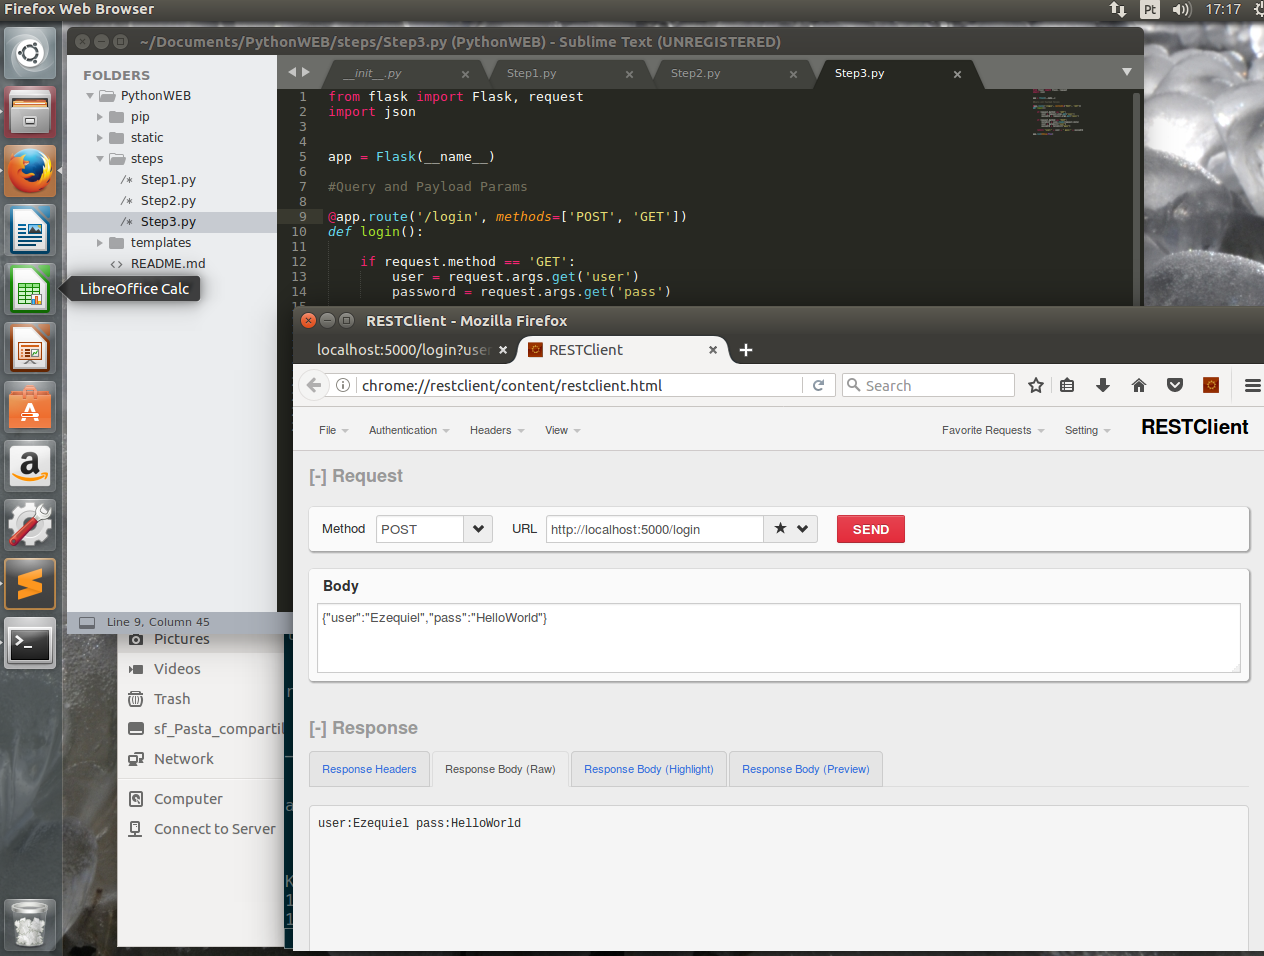 Firefox Web Browser
Pt
17:17
~/Documents/PythonWEB/steps/Step3.py (PythonWEB) - Sublime Text (UNREGISTERED)
FOLDERS
PythonWEB
pip
static
steps
/* Step1.py
/* Step2.py
/* Step3.py
templates
<> README.md
LibreOffice Calc
__init__.py
Step1.py
Step2.py
Step3.py
1 from flask import Flask, request
2 import json
3
4
5 app = Flask(__name__)
6
7 #Query and Payload Params
8
9 @app.route('/login', methods=['POST', 'GET'])
10 def login():
11
12 if request.method == 'GET':
13 user = request.args.get('user')
14 password = request.args.get('pass')
Line 9, Column 45
Pictures
Videos
Trash
sf_Pasta_compartil
Network
Computer
Connect to Server
RESTClient - Mozilla Firefox
localhost:5000/login?user
RESTClient
chrome://restclient/content/restclient.html
Search
File
Authentication
Headers
View
Favorite Requests
Setting
RESTClient
[-] Request
Method
POST
URL
http://localhost:5000/login
SEND
Body
{"user":"Ezequiel","pass":"HelloWorld"}
[-] Response
Response Headers
Response Body (Raw)
Response Body (Highlight)
Response Body (Preview)
user:Ezequiel pass:HelloWorld